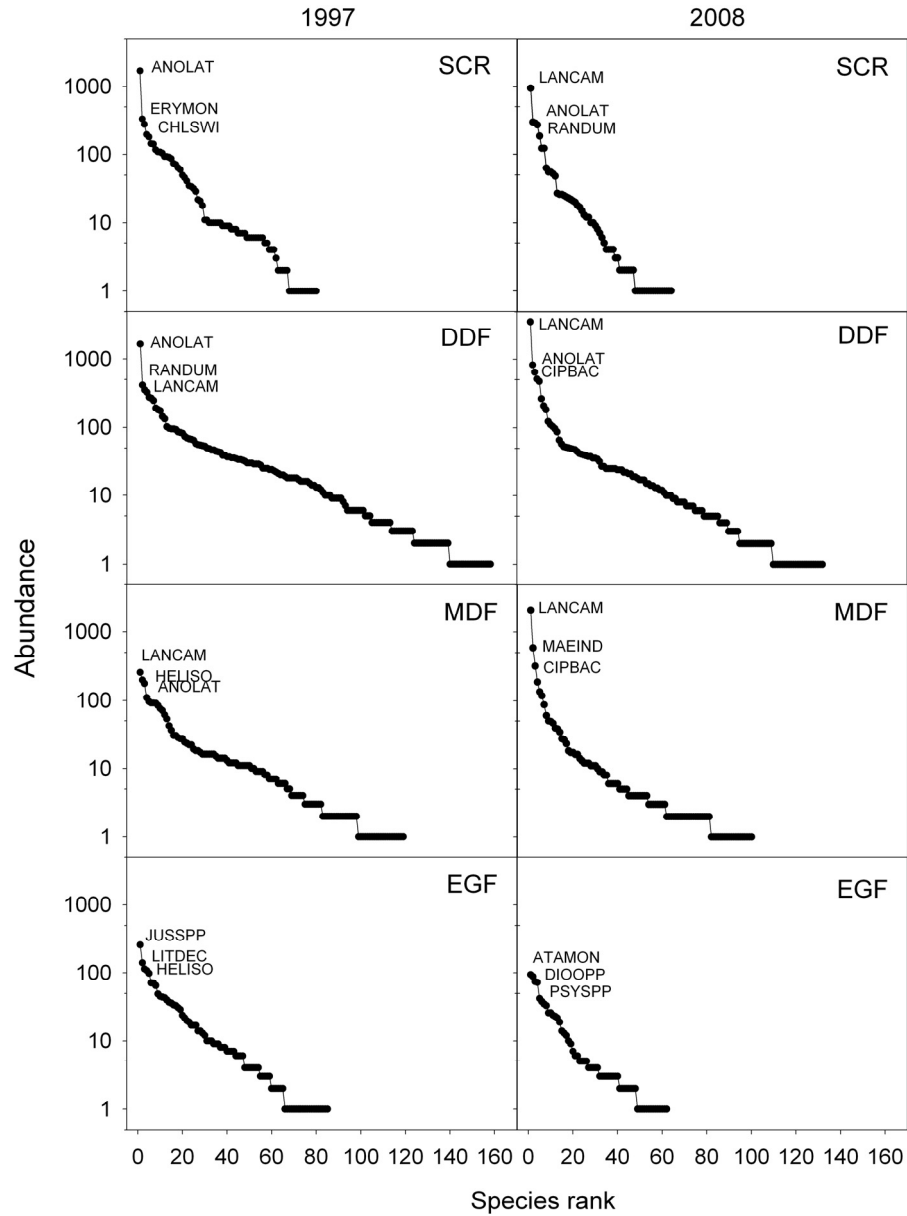 1997 2008
SCR SCR
ANOLAT
ERYMON
CHLSWI
LANCAM
ANOLAT
RANDUM
1000
100
10
1
DDF DDF
ANOLAT
RANDUM
LANCAM
LANCAM
ANOLAT
CIPBAC
1000
100
10
1
MDF MDF
LANCAM
HELISO
ANOLAT
LANCAM
MAEIND
CIPBAC
1000
100
10
1
EGF EGF
JUSSPP
LITDEC
HELISO
ATAMON
DIOOPP
PSYSPP
1000
100
10
1
Abundance
0 20 40 60 80 100 120 140 160 0 20 40 60 80 100 120 140 160
Species rank